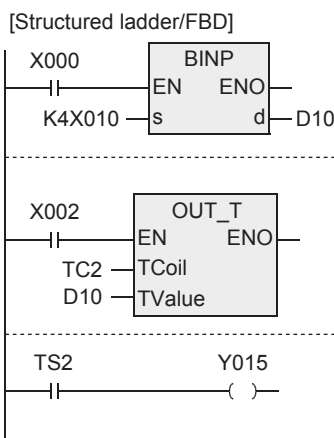 [Structured ladder/FBD]
X000
BINP
EN ENO
K4X010 s d D10
X002
OUT_T
EN ENO
TC2 TCoil
D10 TValue
TS2 Y015